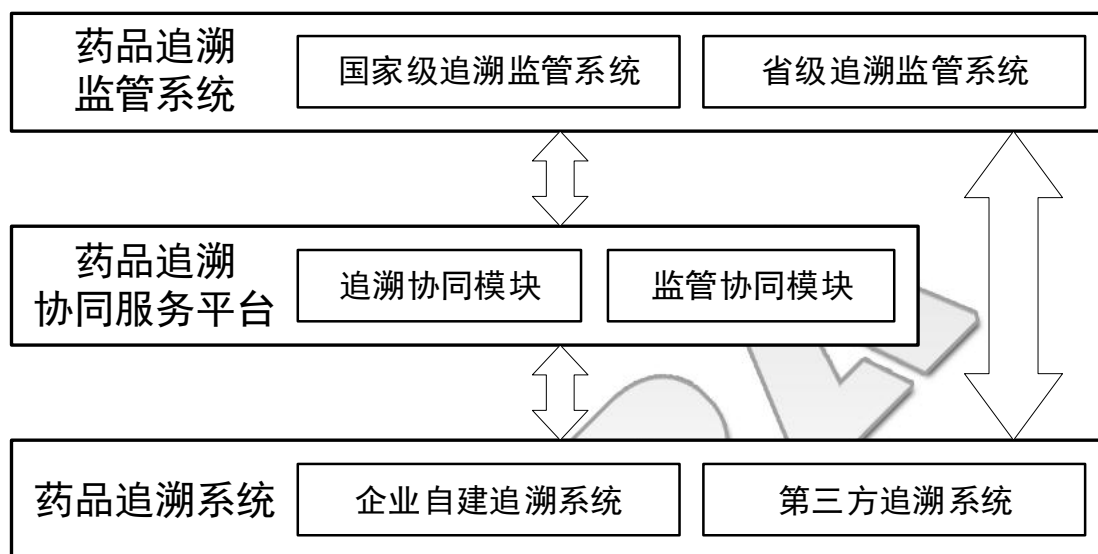 药品追溯
监管系统
国家级追溯监管系统
省级追溯监管系统
药品追溯
协同服务平台
追溯协同模块
监管协同模块
药品追溯系统
企业自建追溯系统
第三方追溯系统